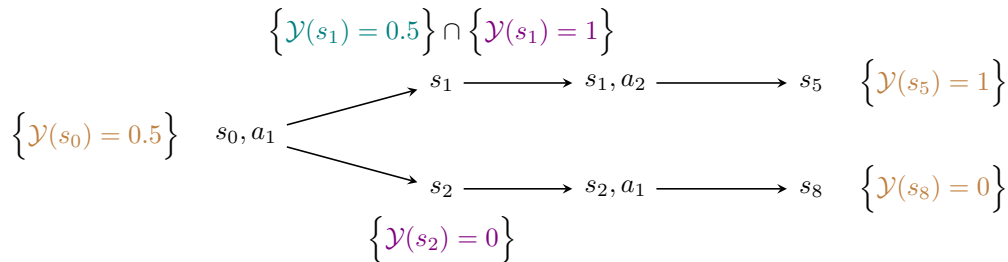 {𝒴(s₁) = 0.5} ∩ {𝒴(s₁) = 1}
s₁ s₁, a₂ s₅ {𝒴(s₅) = 1}
{𝒴(s₀) = 0.5} s₀, a₁
s₂ s₂, a₁ s₈ {𝒴(s₈) = 0}
{𝒴(s₂) = 0}